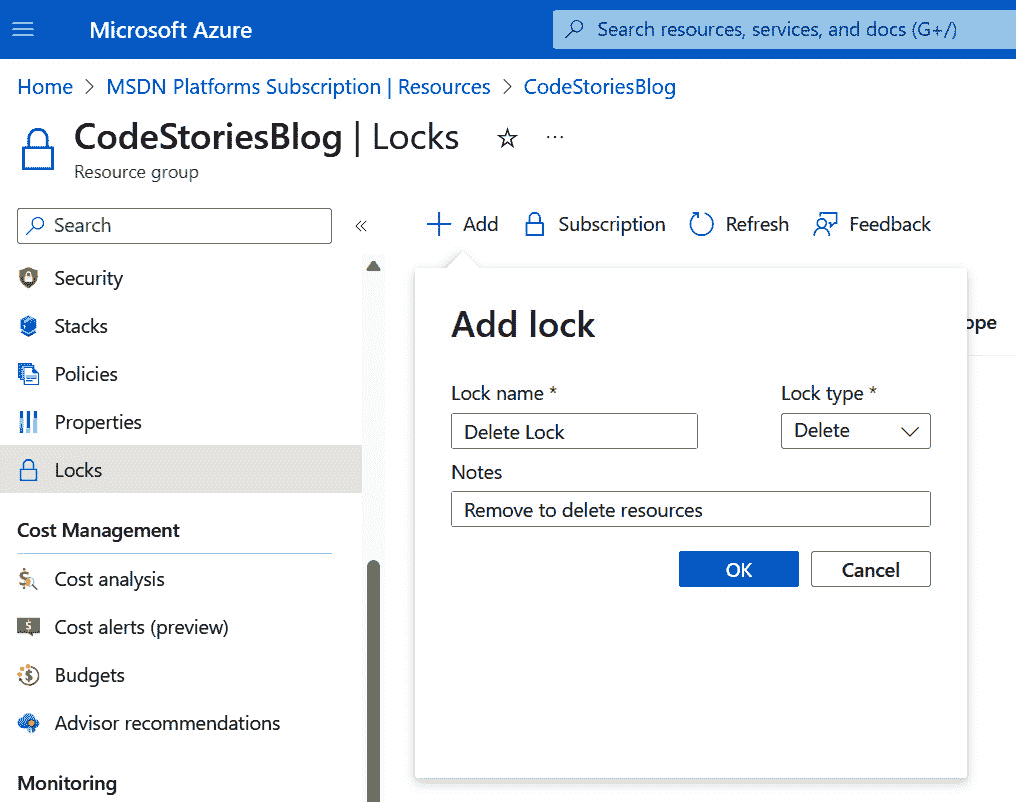 Microsoft Azure
Search resources, services, and docs (G+/)
Home > MSDN Platforms Subscription | Resources > CodeStoriesBlog
CodeStoriesBlog | Locks
Resource group
Search
Add Subscription Refresh Feedback
Security
Stacks
Policies
Properties
Locks
Cost Management
Cost analysis
Cost alerts (preview)
Budgets
Advisor recommendations
Monitoring
Add lock
Lock name * Lock type *
Delete Lock Delete
Notes
Remove to delete resources
OK Cancel
ope